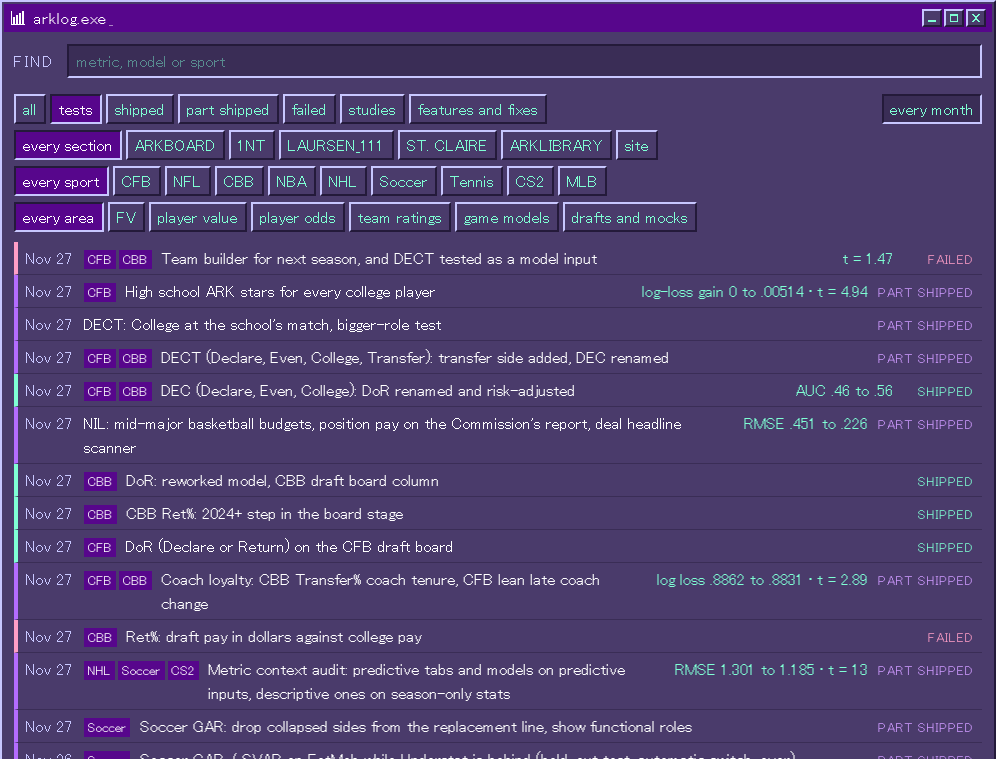 arklog.exe_
FIND metric, model or sport
all tests shipped part shipped failed studies features and fixes every month
every section ARKBOARD 1NT LAURSEN_111 ST. CLAIRE ARKLIBRARY site
every sport CFB NFL CBB NBA NHL Soccer Tennis CS2 MLB
every area FV player value player odds team ratings game models drafts and mocks
Nov 27 CFB CBB Team builder for next season, and DECT tested as a model input t = 1.47 FAILED
Nov 27 CFB High school ARK stars for every college player log-loss gain 0 to .00514 · t = 4.94 PART SHIPPED
Nov 27 DECT: College at the school's match, bigger-role test PART SHIPPED
Nov 27 CFB CBB DECT (Declare, Even, College, Transfer): transfer side added, DEC renamed PART SHIPPED
Nov 27 CFB CBB DEC (Declare, Even, College): DoR renamed and risk-adjusted AUC .46 to .56 SHIPPED
Nov 27 NIL: mid-major basketball budgets, position pay on the Commission's report, deal headline RMSE .451 to .226 PART SHIPPED
scanner
Nov 27 CBB DoR: reworked model, CBB draft board column SHIPPED
Nov 27 CBB CBB Ret%: 2024+ step in the board stage SHIPPED
Nov 27 CFB DoR (Declare or Return) on the CFB draft board SHIPPED
Nov 27 CFB CBB Coach loyalty: CBB Transfer% coach tenure, CFB lean late coach log loss .8862 to .8831 · t = 2.89 PART SHIPPED
change
Nov 27 CBB Ret%: draft pay in dollars against college pay FAILED
Nov 27 NHL Soccer CS2 Metric context audit: predictive tabs and models on predictive RMSE 1.301 to 1.185 · t = 13 PART SHIPPED
inputs, descriptive ones on season-only stats
Nov 27 Soccer Soccer GAR: drop collapsed sides from the replacement line, show functional roles PART SHIPPED